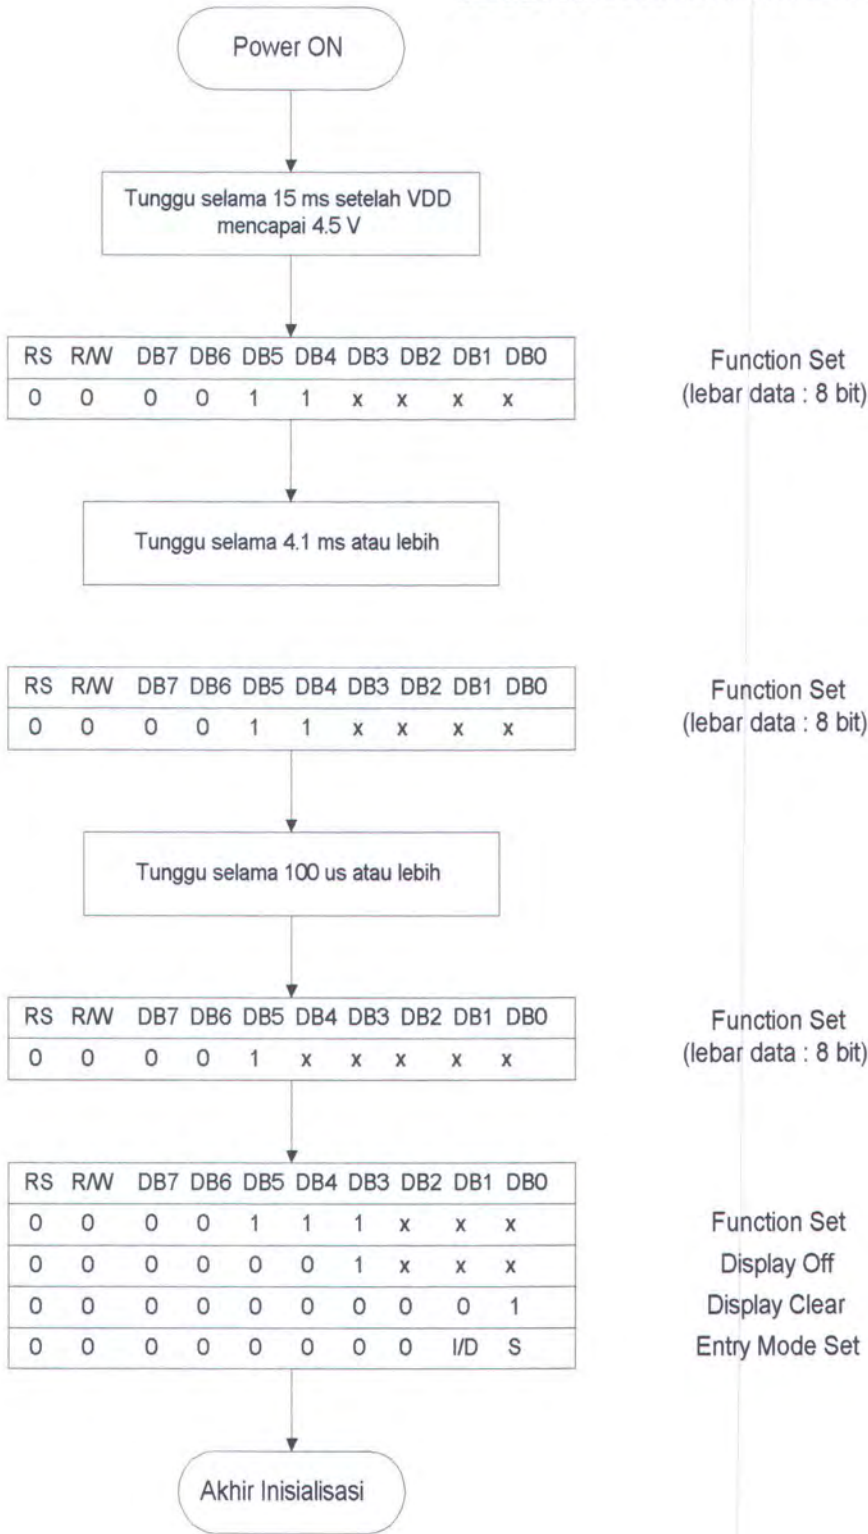 Power ON
Tunggu selama 15 ms setelah VDD
mencapai 4.5 V
RS R/W DB7 DB6 DB5 DB4 DB3 DB2 DB1 DB0
0 0 0 0 1 1 x x x x
Function Set
(lebar data : 8 bit)
Tunggu selama 4.1 ms atau lebih
RS R/W DB7 DB6 DB5 DB4 DB3 DB2 DB1 DB0
0 0 0 0 1 1 x x x x
Function Set
(lebar data : 8 bit)
Tunggu selama 100 us atau lebih
RS R/W DB7 DB6 DB5 DB4 DB3 DB2 DB1 DB0
0 0 0 0 1 x x x x x
Function Set
(lebar data : 8 bit)
RS R/W DB7 DB6 DB5 DB4 DB3 DB2 DB1 DB0
0 0 0 0 1 1 1 x x x Function Set
0 0 0 0 0 0 1 x x x Display Off
0 0 0 0 0 0 0 0 0 1 Display Clear
0 0 0 0 0 0 0 0 I/D S Entry Mode Set
Akhir Inisialisasi